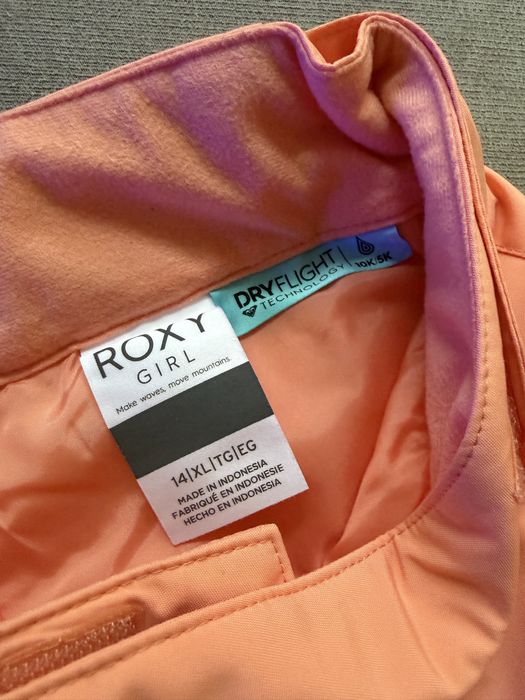 DRYFLIGHT
TECHNOLOGY
10K/5K
ROXY
GIRL
Make waves, move mountains.
14|XL|TG|EG
MADE IN INDONESIA
FABRIQUÉ EN INDONESIE
HECHO EN INDONESIA